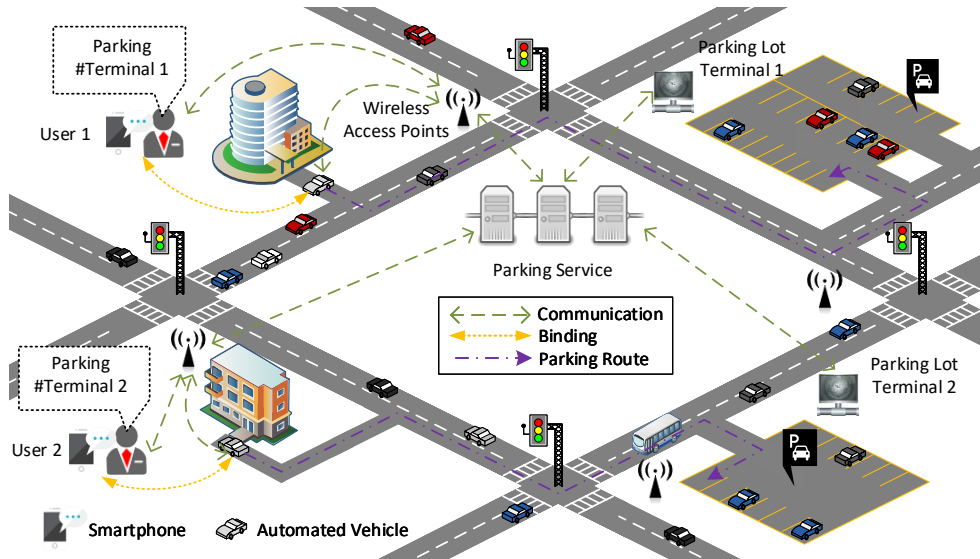 Parking
#Terminal 1
User 1
Wireless
Access Points
Parking Lot
Terminal 1
P
Parking Service
Communication
Binding
Parking Route
Parking
#Terminal 2
User 2
Parking Lot
Terminal 2
P
Smartphone
Automated Vehicle